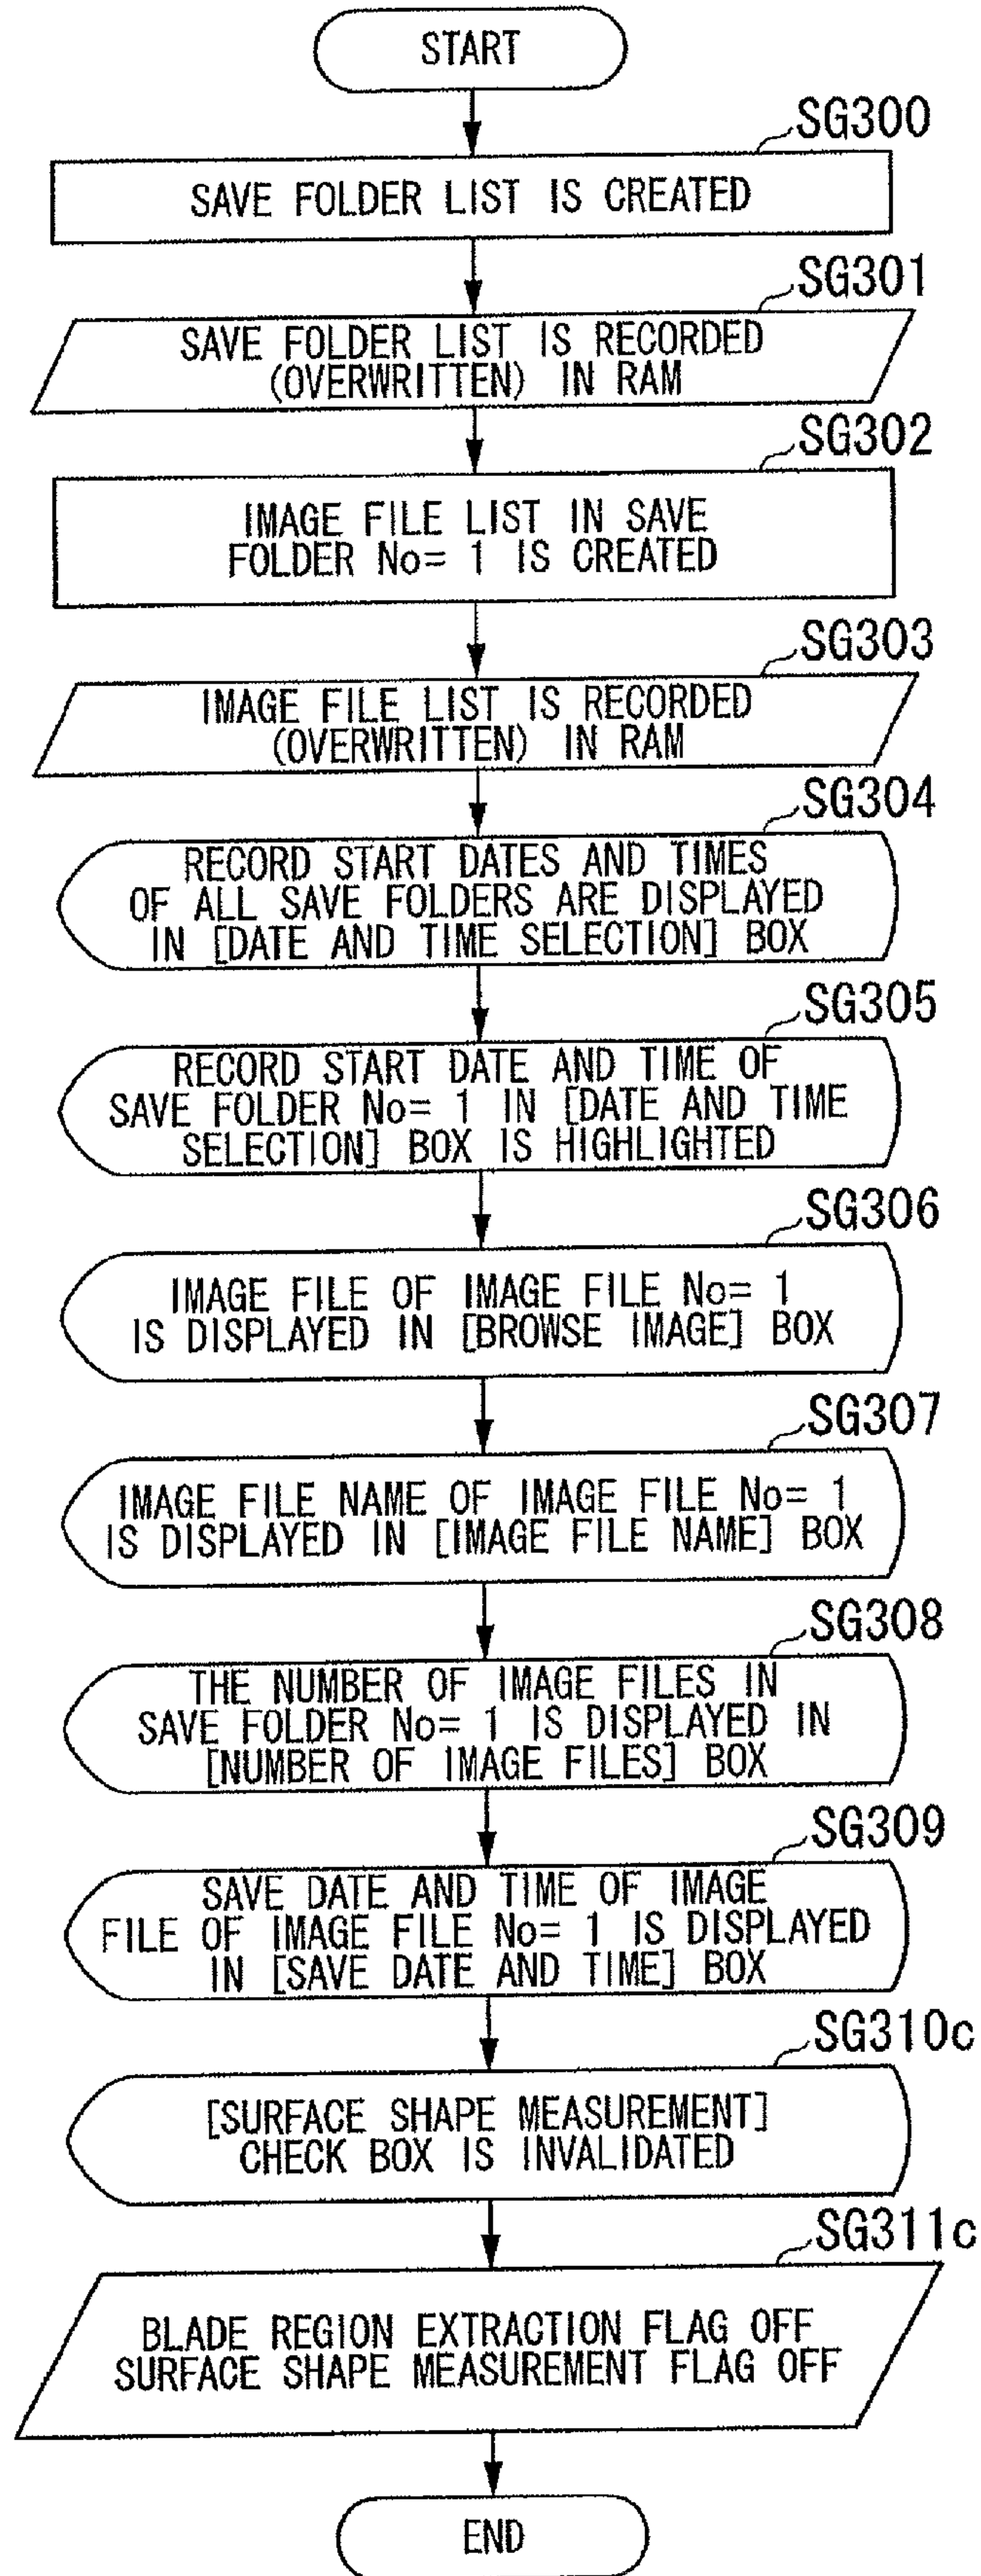 START
SG300
SAVE FOLDER LIST IS CREATED
SG301
SAVE FOLDER LIST IS RECORDED
(OVERWRITTEN) IN RAM
SG302
IMAGE FILE LIST IN SAVE
FOLDER No= 1 IS CREATED
SG303
IMAGE FILE LIST IS RECORDED
(OVERWRITTEN) IN RAM
SG304
RECORD START DATES AND TIMES
OF ALL SAVE FOLDERS ARE DISPLAYED
IN [DATE AND TIME SELECTION] BOX
SG305
RECORD START DATE AND TIME OF
SAVE FOLDER No= 1 IN [DATE AND TIME
SELECTION] BOX IS HIGHLIGHTED
SG306
IMAGE FILE OF IMAGE FILE No= 1
IS DISPLAYED IN [BROWSE IMAGE] BOX
SG307
IMAGE FILE NAME OF IMAGE FILE No= 1
IS DISPLAYED IN [IMAGE FILE NAME] BOX
SG308
THE NUMBER OF IMAGE FILES IN
SAVE FOLDER No= 1 IS DISPLAYED IN
[NUMBER OF IMAGE FILES] BOX
SG309
SAVE DATE AND TIME OF IMAGE
FILE OF IMAGE FILE No= 1 IS DISPLAYED
IN [SAVE DATE AND TIME] BOX
SG310c
[SURFACE SHAPE MEASUREMENT]
CHECK BOX IS INVALIDATED
SG311c
BLADE REGION EXTRACTION FLAG OFF
SURFACE SHAPE MEASUREMENT FLAG OFF
END